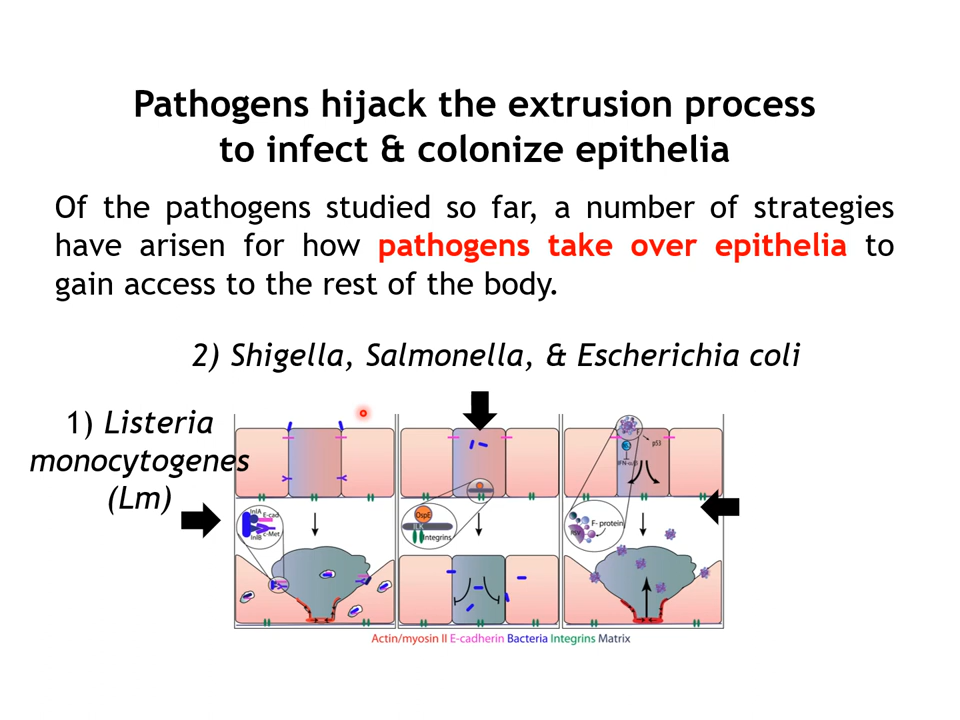 Pathogens hijack the extrusion process
to infect & colonize epithelia
Of the pathogens studied so far, a number of strategies
have arisen for how pathogens take over epithelia to
gain access to the rest of the body.
2) Shigella, Salmonella, & Escherichia coli
1) Listeria
monocytogenes
(Lm)
p53
IFN-α/β
InlA E-cad
InlB c-Met
OspE
ILK
Integrins
F- protein
RSV
Actin/myosin II E-cadherin Bacteria Integrins Matrix